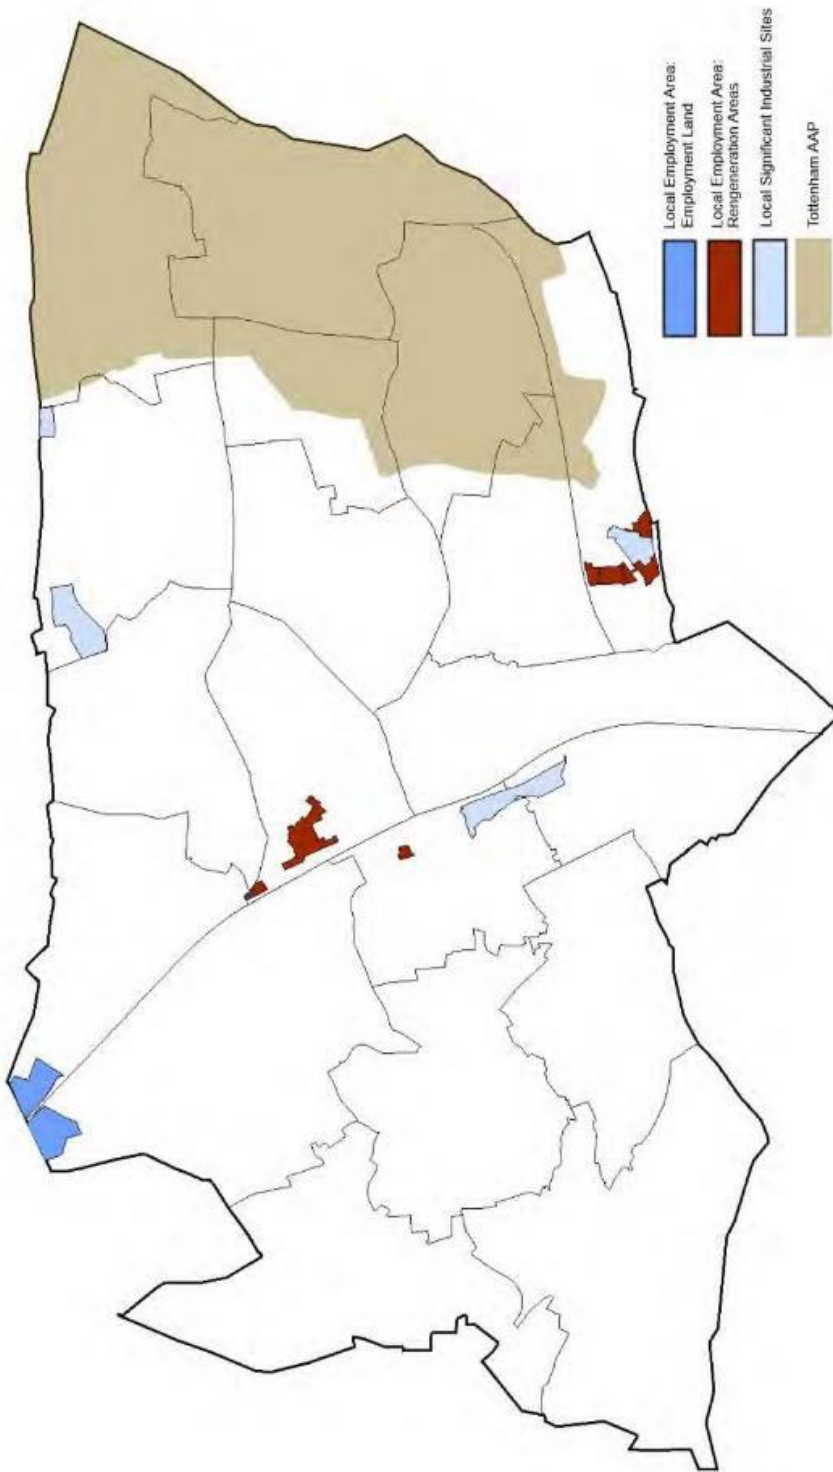 Local Employment Area:
Employment Land
Local Employment Area:
Rengeneration Areas
Local Significant Industrial Sites
Tottenham AAP